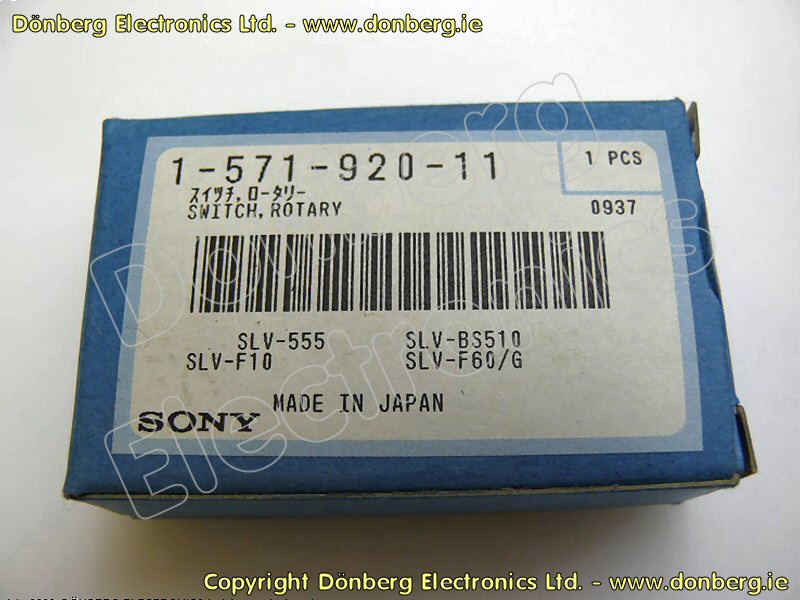 Dönberg Electronics Ltd. - www.donberg.ie
1-571-920-11
1 PCS
スイッチ,ロータリー
SWITCH, ROTARY
0937
SLV-555 SLV-BS510
SLV-F10 SLV-F60/G
MADE IN JAPAN
SONY
Donberg
Electronics
Copyright Dönberg Electronics Ltd. - www.donberg.ie